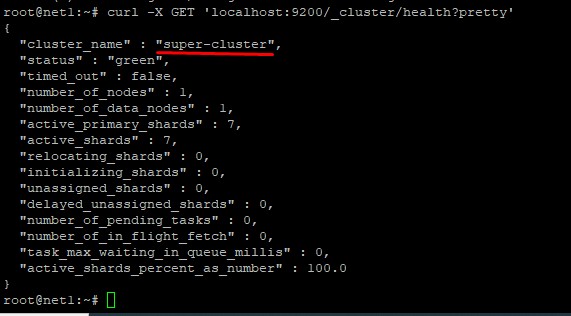 root@net1:~# curl -X GET 'localhost:9200/_cluster/health?pretty'
{
  "cluster_name" : "super-cluster",
  "status" : "green",
  "timed_out" : false,
  "number_of_nodes" : 1,
  "number_of_data_nodes" : 1,
  "active_primary_shards" : 7,
  "active_shards" : 7,
  "relocating_shards" : 0,
  "initializing_shards" : 0,
  "unassigned_shards" : 0,
  "delayed_unassigned_shards" : 0,
  "number_of_pending_tasks" : 0,
  "number_of_in_flight_fetch" : 0,
  "task_max_waiting_in_queue_millis" : 0,
  "active_shards_percent_as_number" : 100.0
}
root@net1:~#